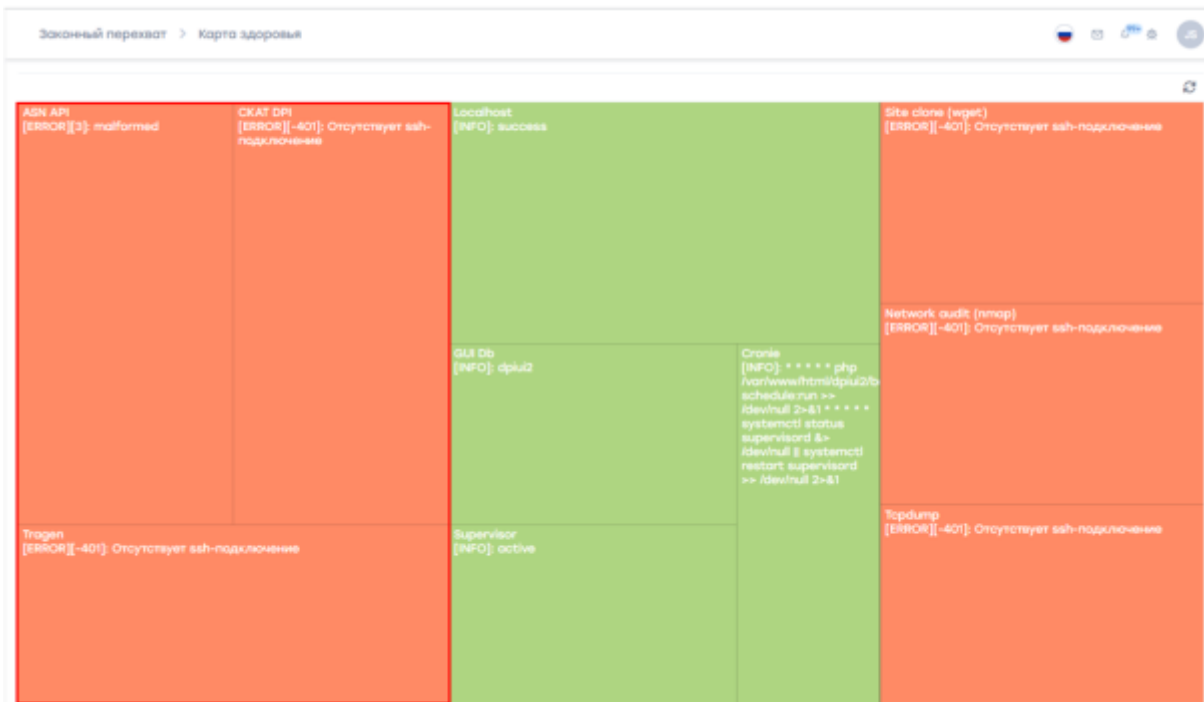 Законный перехват > Карта здоровья
99+
JS
ASN API
[ERROR][3]: malformed
СКАТ DPI
[ERROR][-401]: Отсутствует ssh-
подключение
Localhost
[INFO]: success
Site clone (wget)
[ERROR][-401]: Отсутствует ssh-подключение
Network audit (nmap)
[ERROR][-401]: Отсутствует ssh-подключение
GUI Db
[INFO]: dpiui2
Cronie
[INFO]: * * * * * php
/var/www/html/dpiui2/b
schedule:run >>
/dev/null 2>&1 * * * * *
systemctl status
supervisord &>
/dev/null || systemctl
restart supervisord
>> /dev/null 2>&1
Tragen
[ERROR][-401]: Отсутствует ssh-подключение
Supervisor
[INFO]: active
Tcpdump
[ERROR][-401]: Отсутствует ssh-подключение